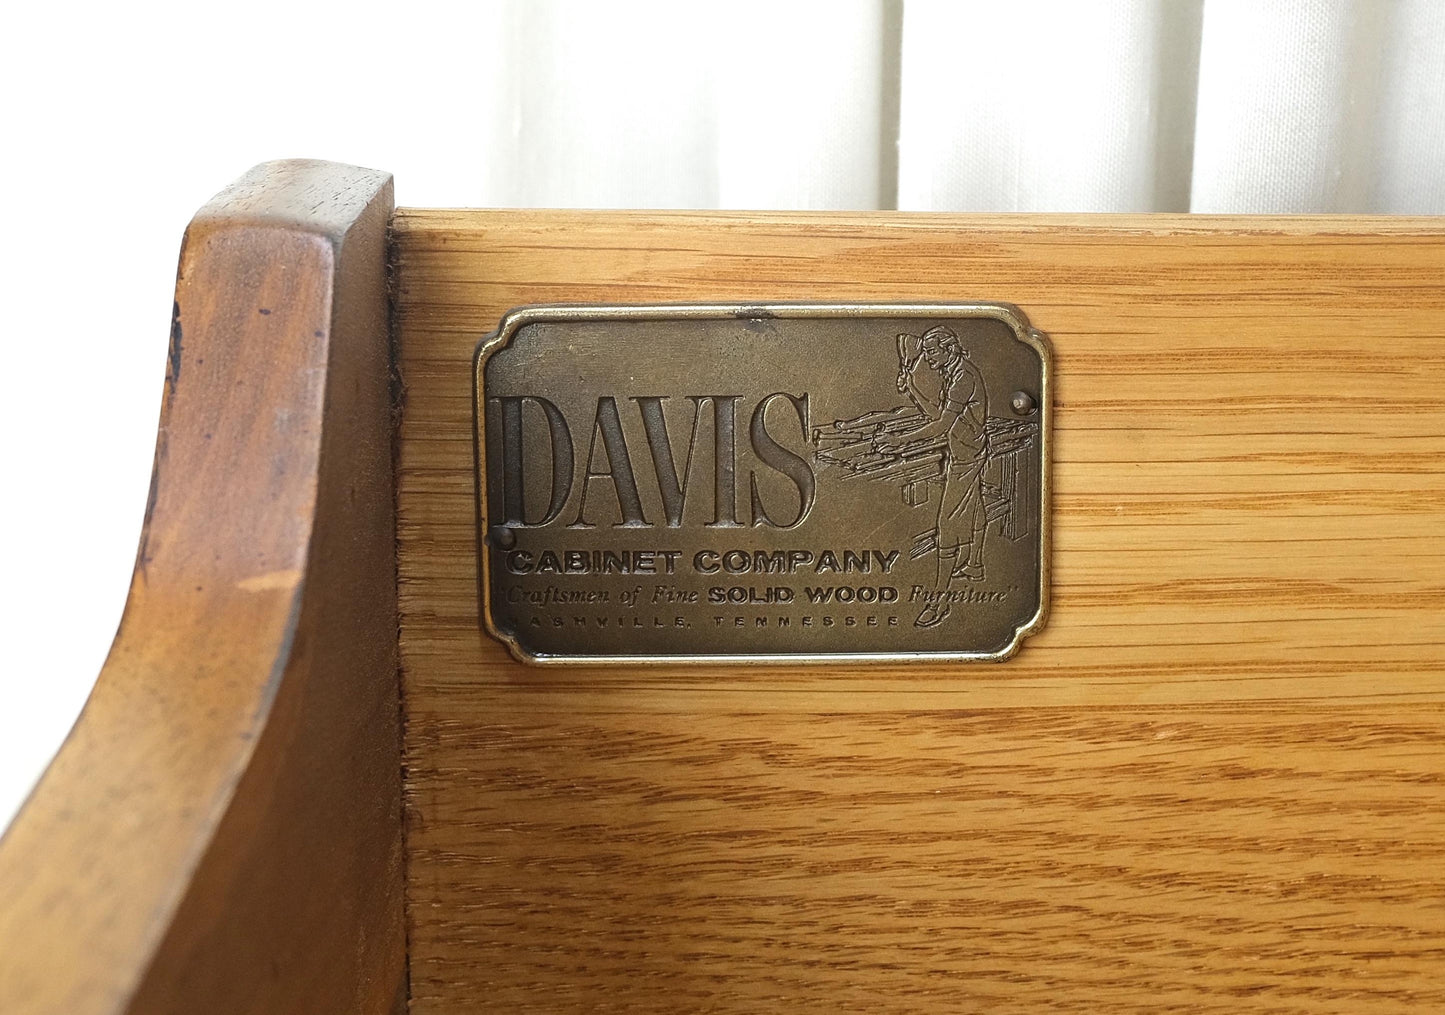 DAVIS
CABINET COMPANY
"Craftsmen of Fine SOLID WOOD Furniture"
NASHVILLE, TENNESSEE